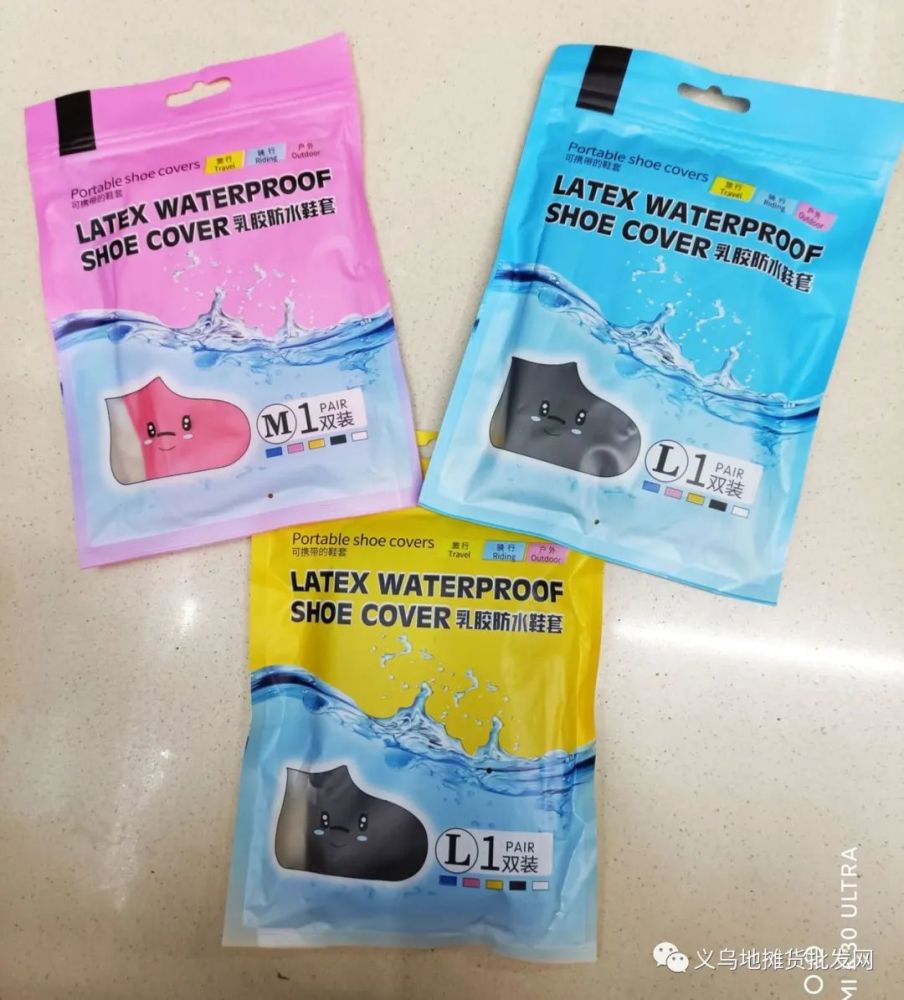 Portable shoe covers
可携带的鞋套
旅行
Travel
骑行
Riding
户外
Outdoor
LATEX WATERPROOF
SHOE COVER 乳胶防水鞋套
M 1 PAIR
双装
Portable shoe covers
可携带的鞋套
旅行
Travel
骑行
Riding
户外
Outdoor
LATEX WATERPROOF
SHOE COVER 乳胶防水鞋套
L 1 PAIR
双装
Portable shoe covers
可携带的鞋套
旅行
Travel
骑行
Riding
户外
Outdoor
LATEX WATERPROOF
SHOE COVER 乳胶防水鞋套
L 1 PAIR
双装
义乌地摊货批发网
30 ULTRA